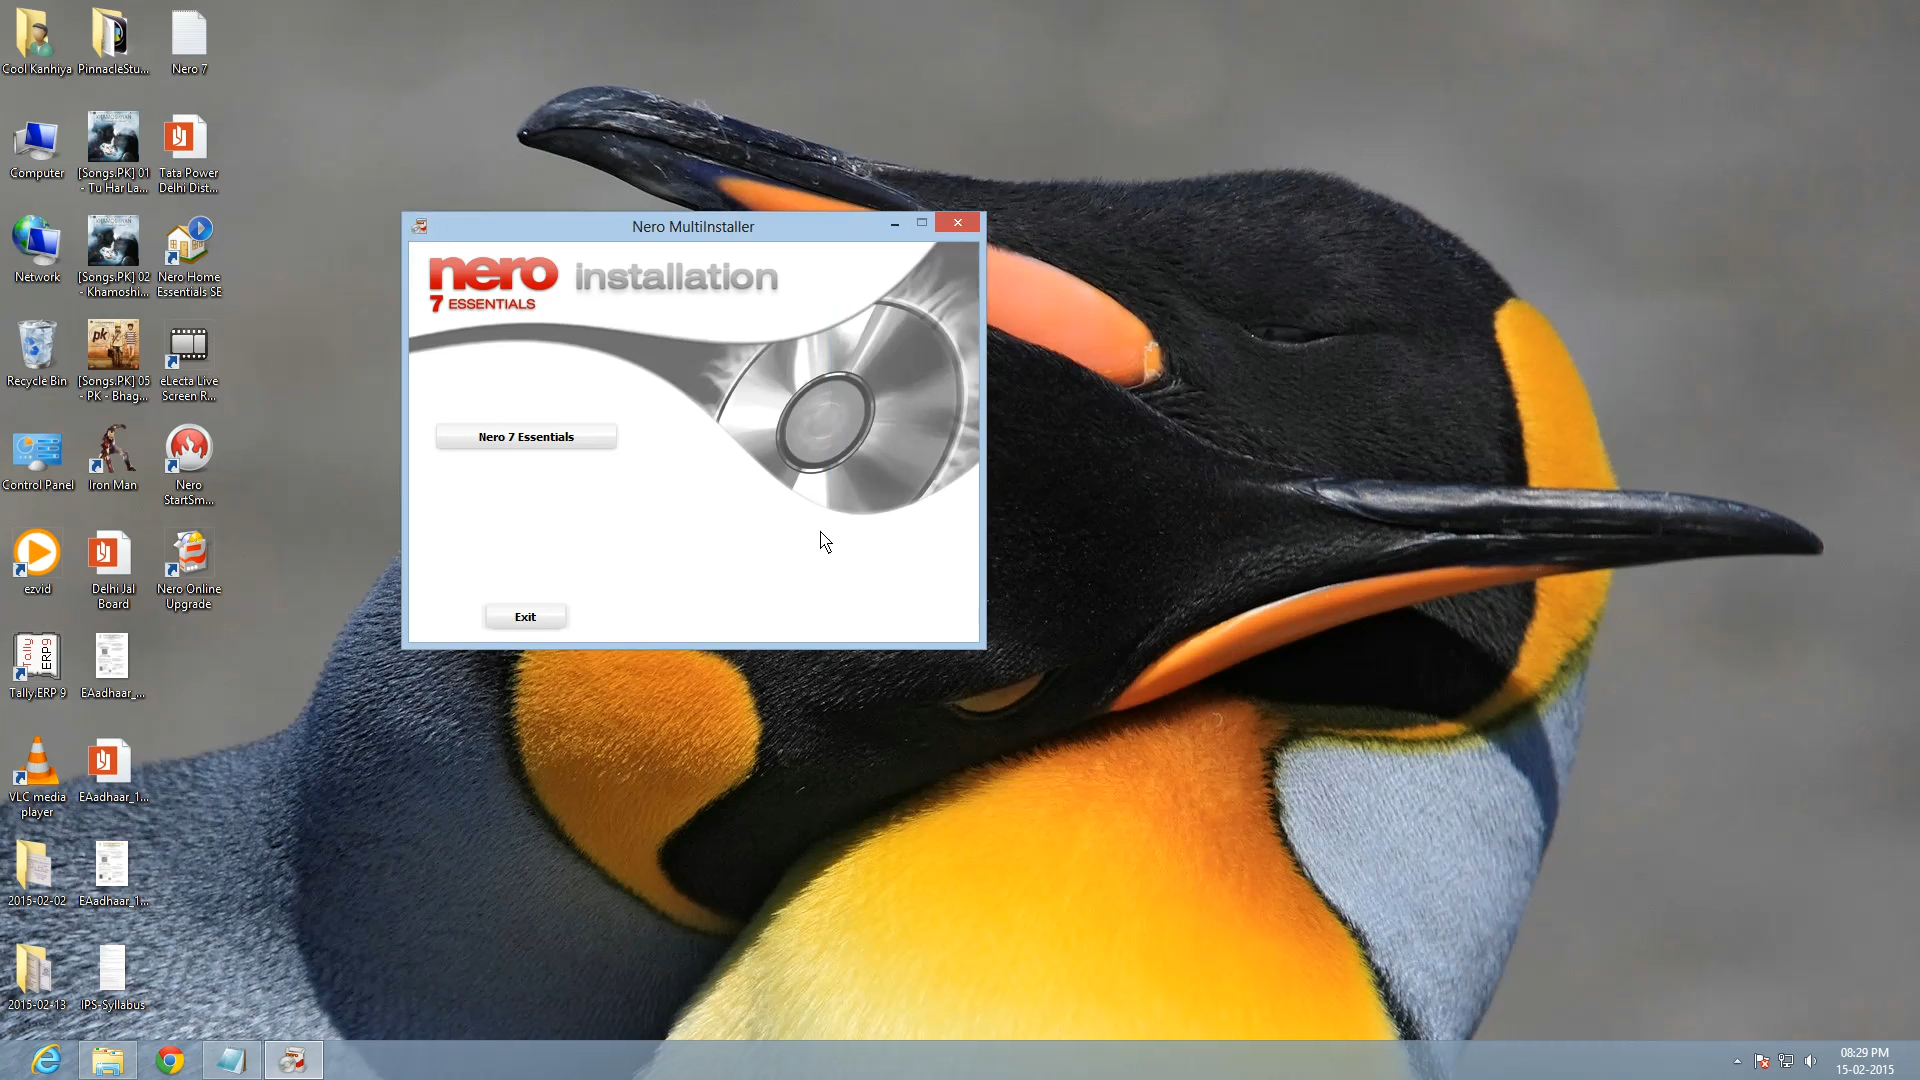 Cool Kanhiya
PinnacleStu...
Nero 7
Computer
[Songs.PK] 01
- Tu Har La...
Tata Power
Delhi Dist...
Network
[Songs.PK] 02
- Khamoshi...
Nero Home
Essentials SE
Recycle Bin
[Songs.PK] 05
- PK - Bhag...
eLecta Live
Screen R...
Control Panel
Iron Man
Nero
StartSm...
ezvid
Delhi Jal
Board
Nero Online
Upgrade
Tally
ERP9
Tally.ERP 9
EAadhaar_...
VLC media
player
EAadhaar_1...
2015-02-02
EAadhaar_1...
2015-02-13
IPS-Syllabus
pk
Nero MultiInstaller
nero installation
7 ESSENTIALS
Nero 7 Essentials
Exit
08:29 PM
15-02-2015